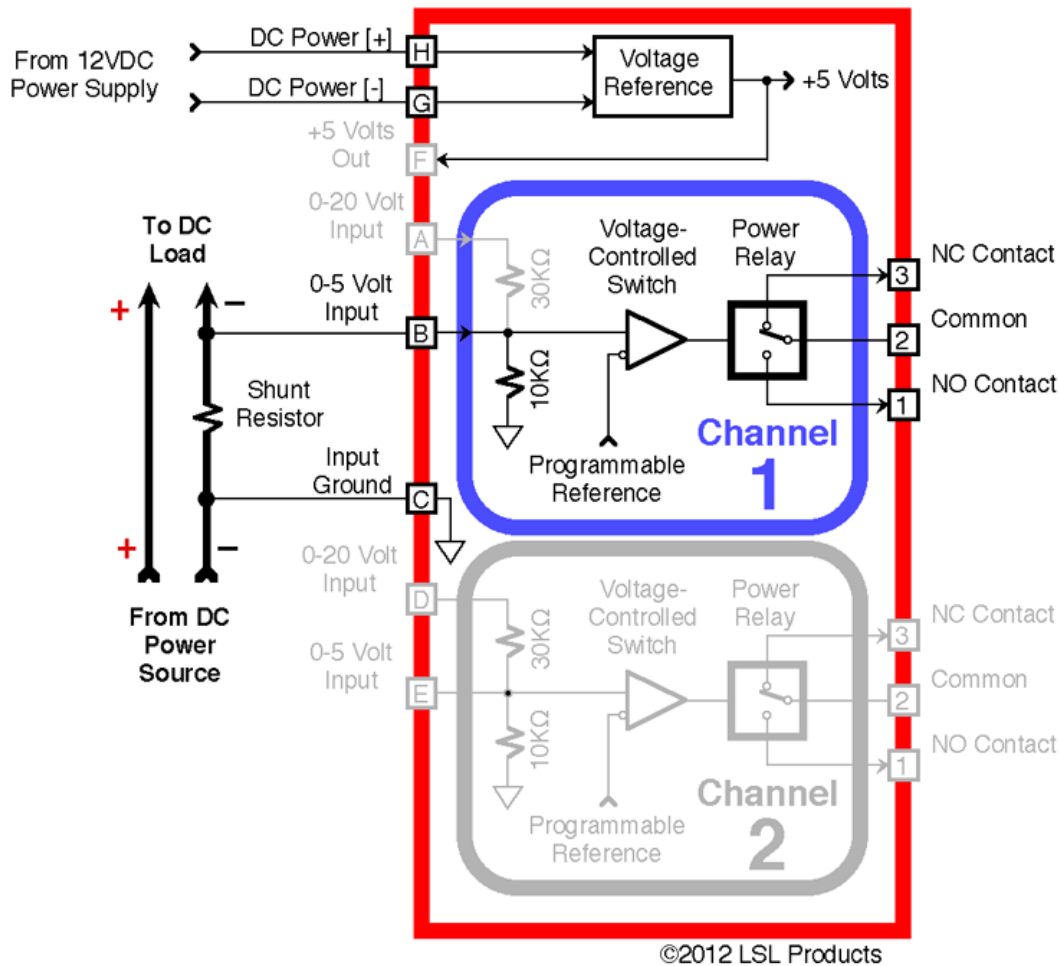 From 12VDC
Power Supply
DC Power [+]
H
DC Power [-]
G
Voltage
Reference
+5 Volts
+5 Volts
Out
F
0-20 Volt
Input
A
To DC
Load
+
−
0-5 Volt
Input
B
30KΩ
10KΩ
Voltage-
Controlled
Switch
Power
Relay
3
NC Contact
2
Common
1
NO Contact
Shunt
Resistor
Input
Ground
C
Programmable
Reference
Channel
1
+
−
From DC
Power
Source
0-20 Volt
Input
D
0-5 Volt
Input
E
30KΩ
10KΩ
Voltage-
Controlled
Switch
Power
Relay
3
NC Contact
2
Common
1
NO Contact
Programmable
Reference
Channel
2
©2012 LSL Products